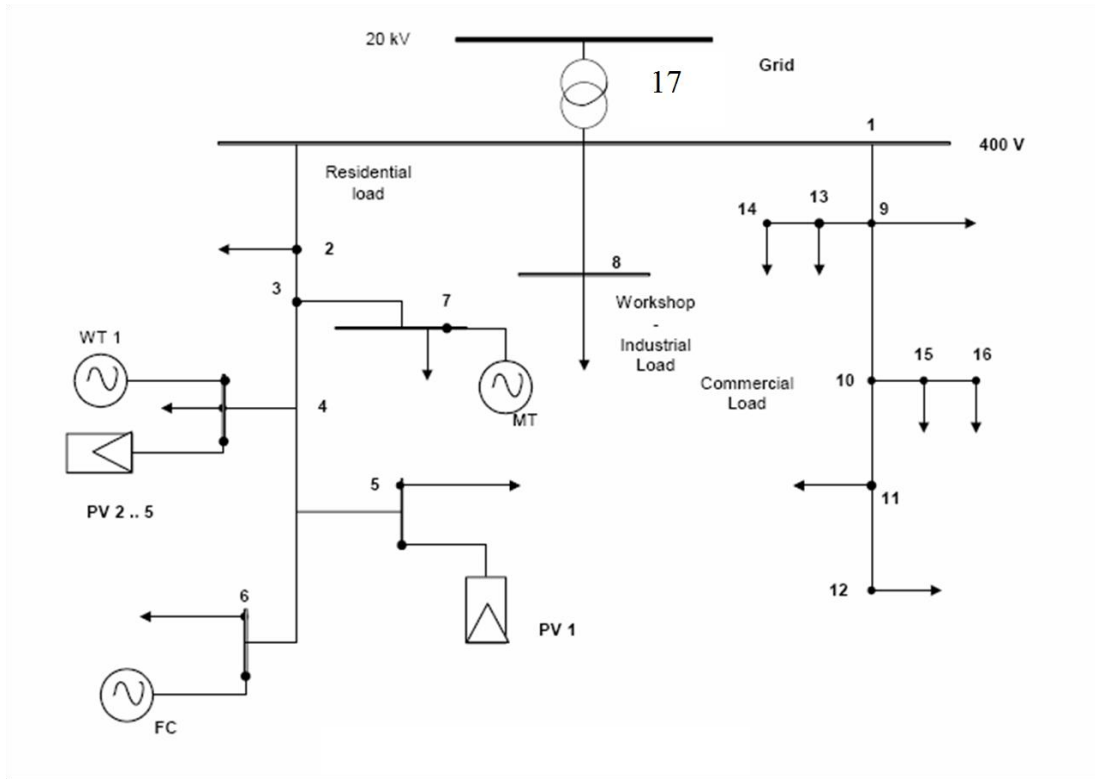 20 kV
17
Grid
1
400 V
Residential
load
14
13
9
2
8
3
7
Workshop
-
Industrial
Load
WT 1
MT
Commercial
Load
10
15
16
4
5
11
PV 2 .. 5
6
12
PV 1
FC